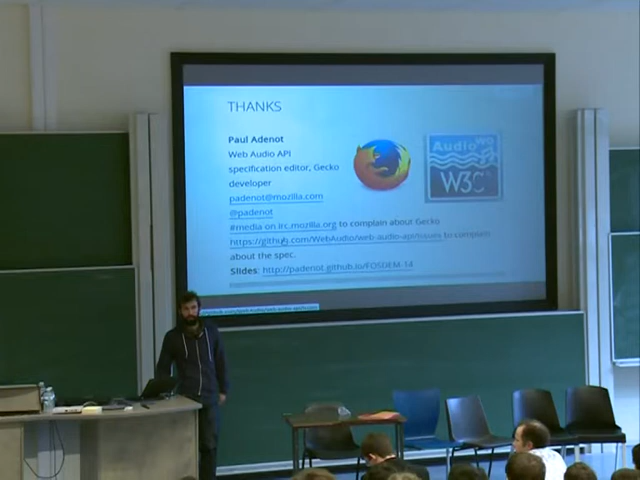 THANKS
Paul Adenot
Web Audio API
specification editor, Gecko
developer
padenot@mozilla.com
@padenot
#media on irc.mozilla.org to complain about Gecko
https://github.com/WebAudio/web-audio-api/issues to complain
about the spec.
Slides: http://padenot.github.io/FOSDEM-14
Audio WG
W3C